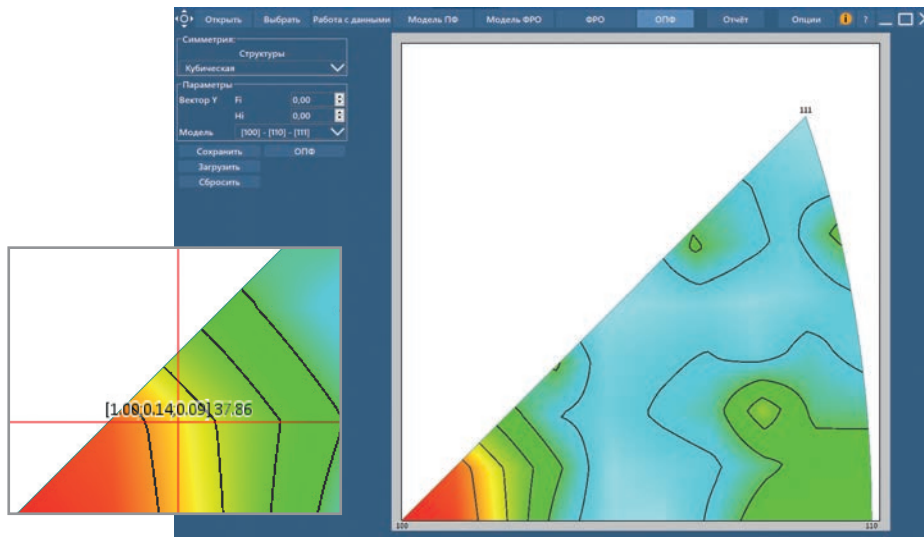 Открыть Выбрать Работа с данными Модель ПФ Модель ФРО ФРО ОПФ Отчёт Опции i ?
Симметрия:
Структуры
Кубическая
Параметры
Вектор Y Fi 0,00
Hi 0,00
Модель [100] - [110] - [111]
Сохранить ОПФ
Загрузить
Сбросить
111
[1.00;0.14;0.09] 37.86
100 110